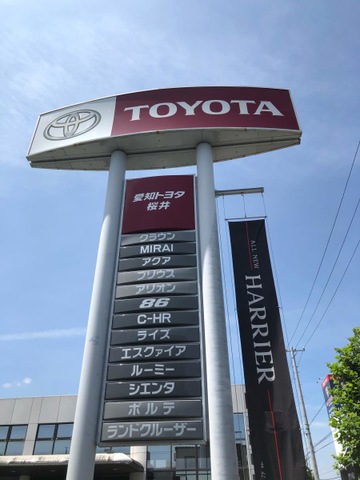 TOYOTA
愛知トヨタ
桜井
クラウン
MIRAI
アクア
プリウス
アリオン
86
C-HR
ライズ
エスクァイア
ルーミー
シエンタ
ポルテ
ランドクルーザー
ALL NEW
HARRIER